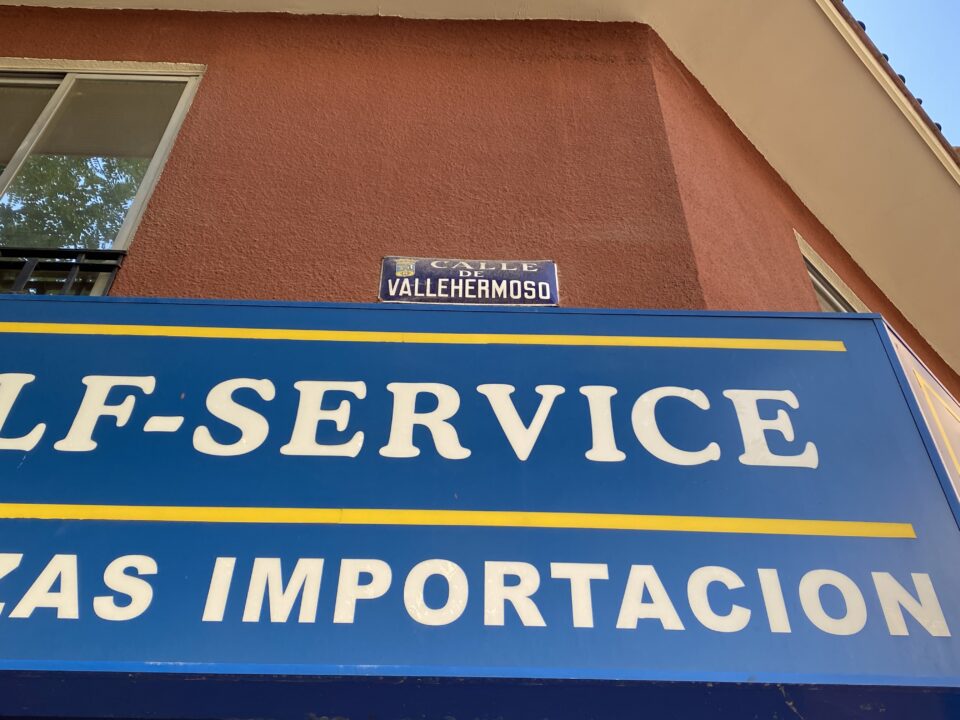 CALLE
DE
VALLEHERMOSO
LF-SERVICE
ZAS IMPORTACION